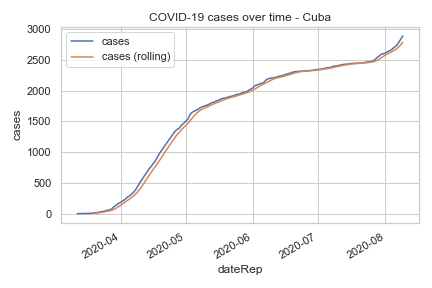 COVID-19 cases over time - Cuba
cases
cases (rolling)
cases
3000
2500
2000
1500
1000
500
0
2020-04
2020-05
2020-06
2020-07
2020-08
dateRep